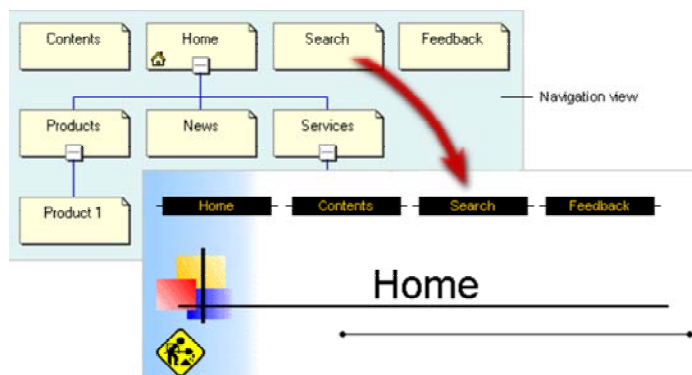 Contents Home Search Feedback
Navigation view
Products News Services
Product 1
Home Contents Search Feedback
Home